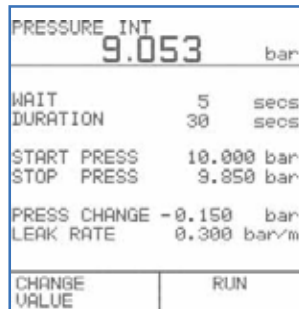 PRESSURE INT
9.053 bar
WAIT 5 secs
DURATION 30 secs
START PRESS 10.000 bar
STOP PRESS 9.850 bar
PRESS CHANGE -0.150 bar
LEAK RATE 0.300 bar/m
CHANGE VALUE
RUN